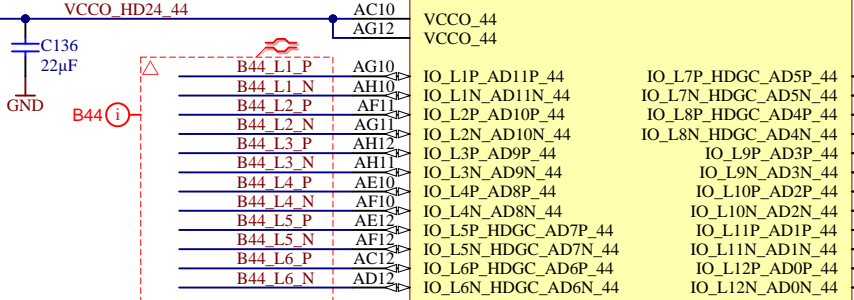 VCCO_HD24_44 AC10 VCCO_44
AG12 VCCO_44
C136
22µF
GND
B44 i
B44_L1_P AG10 IO_L1P_AD11P_44 IO_L7P_HDGC_AD5P_44
B44_L1_N AH10 IO_L1N_AD11N_44 IO_L7N_HDGC_AD5N_44
B44_L2_P AF11 IO_L2P_AD10P_44 IO_L8P_HDGC_AD4P_44
B44_L2_N AG11 IO_L2N_AD10N_44 IO_L8N_HDGC_AD4N_44
B44_L3_P AH12 IO_L3P_AD9P_44 IO_L9P_AD3P_44
B44_L3_N AH11 IO_L3N_AD9N_44 IO_L9N_AD3N_44
B44_L4_P AE10 IO_L4P_AD8P_44 IO_L10P_AD2P_44
B44_L4_N AF10 IO_L4N_AD8N_44 IO_L10N_AD2N_44
B44_L5_P AE12 IO_L5P_HDGC_AD7P_44 IO_L11P_AD1P_44
B44_L5_N AF12 IO_L5N_HDGC_AD7N_44 IO_L11N_AD1N_44
B44_L6_P AC12 IO_L6P_HDGC_AD6P_44 IO_L12P_AD0P_44
B44_L6_N AD12 IO_L6N_HDGC_AD6N_44 IO_L12N_AD0N_44